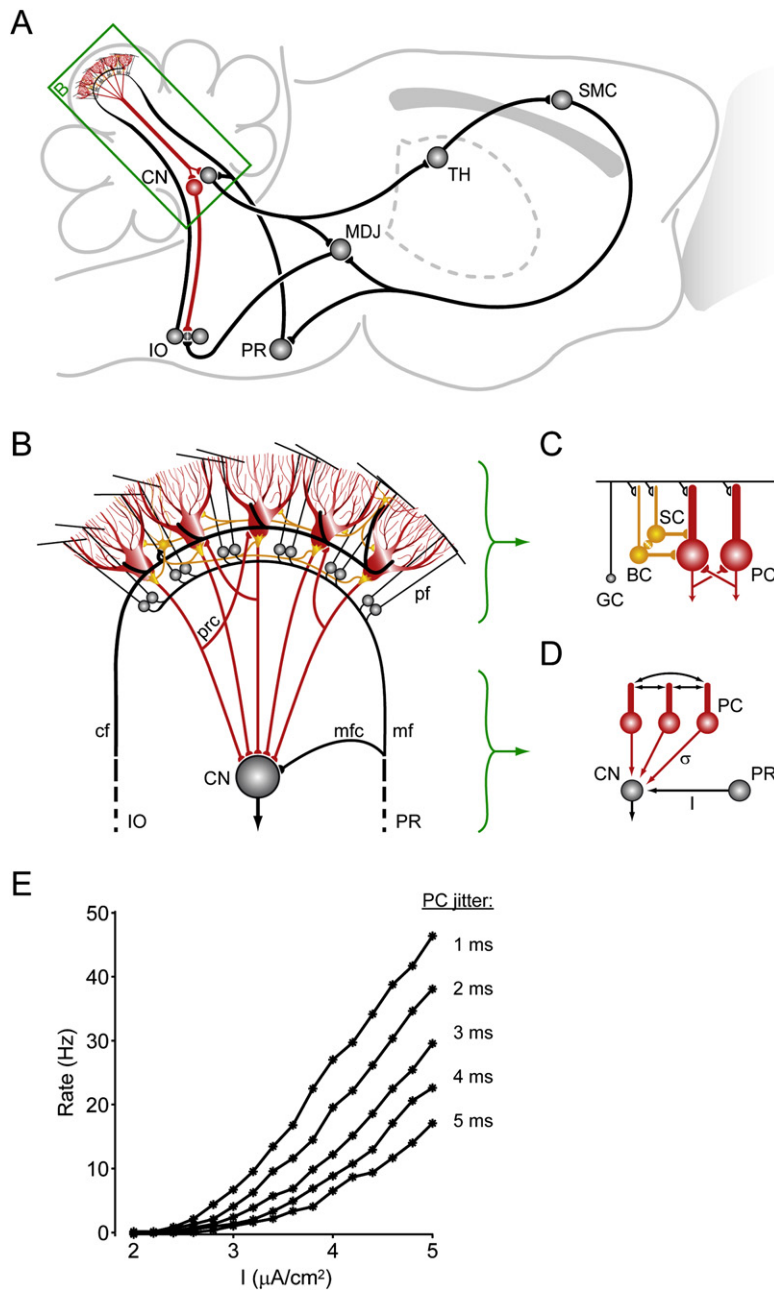 A
B
CN
SMC
TH
MDJ
IO
PR
B
prc
pf
cf
mfc
mf
CN
IO
PR
C
SC
BC
PC
GC
D
PC
CN
σ
PR
I
E
PC jitter:
50
40
30
20
10
0
Rate (Hz)
1 ms
2 ms
3 ms
4 ms
5 ms
2
3
4
5
I (μA/cm²)